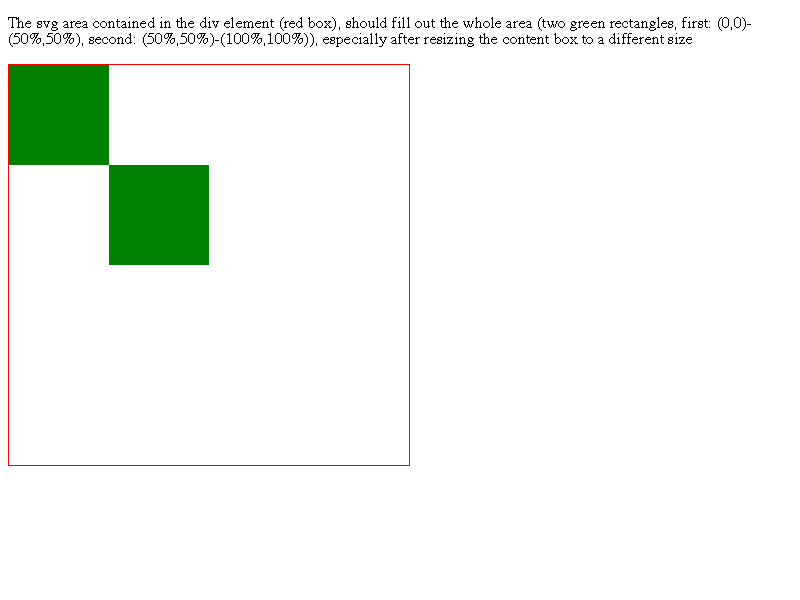 The svg area contained in the div element (red box), should fill out the whole area (two green rectangles, first: (0,0)-
(50%,50%), second: (50%,50%)-(100%,100%)), especially after resizing the content box to a different size